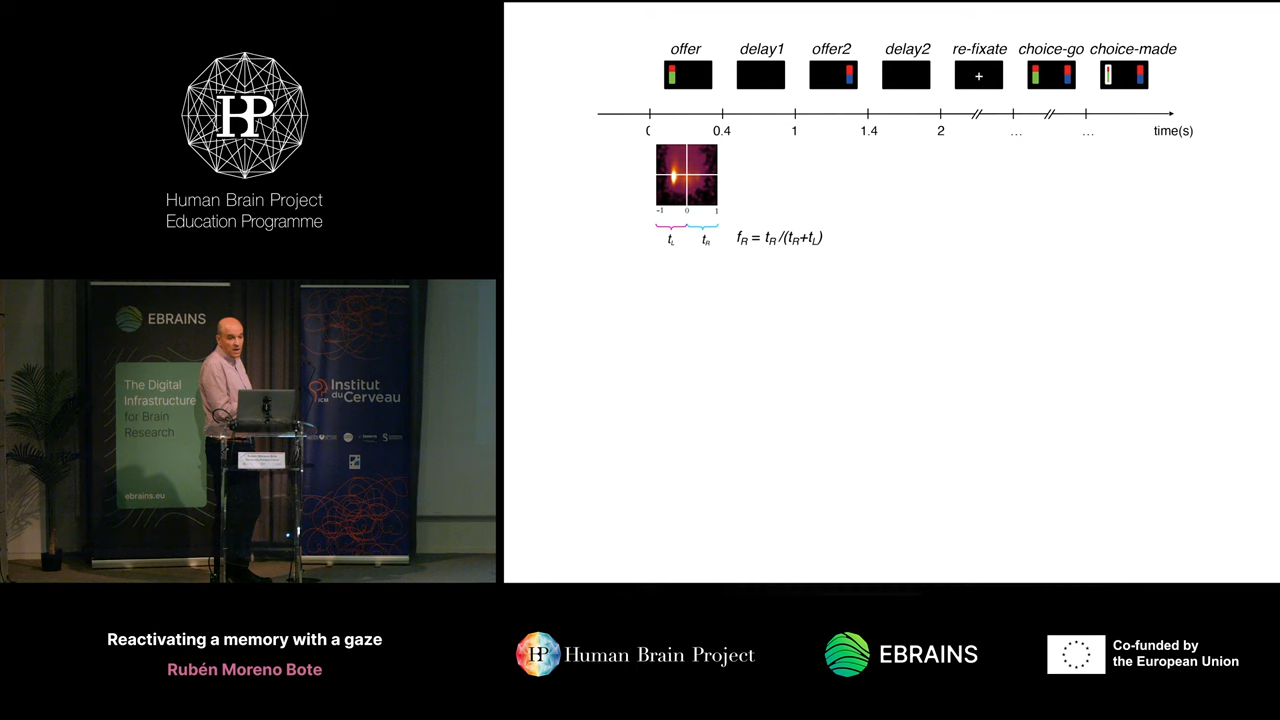 HP
Human Brain Project
Education Programme
offer delay1 offer2 delay2 re-fixate choice-go choice-made
0 0.4 1 1.4 2 ... ... time(s)
-1 0 1
tL tR fR = tR/(tR+tL)
EBRAINS
The Digital
Infrastructure
for Brain
Research
ebrains.eu
Institut
du Cerveau
ICM
Reactivating a memory with a gaze
Rubén Moreno Bote
HP Human Brain Project
EBRAINS
Co-funded by
the European Union